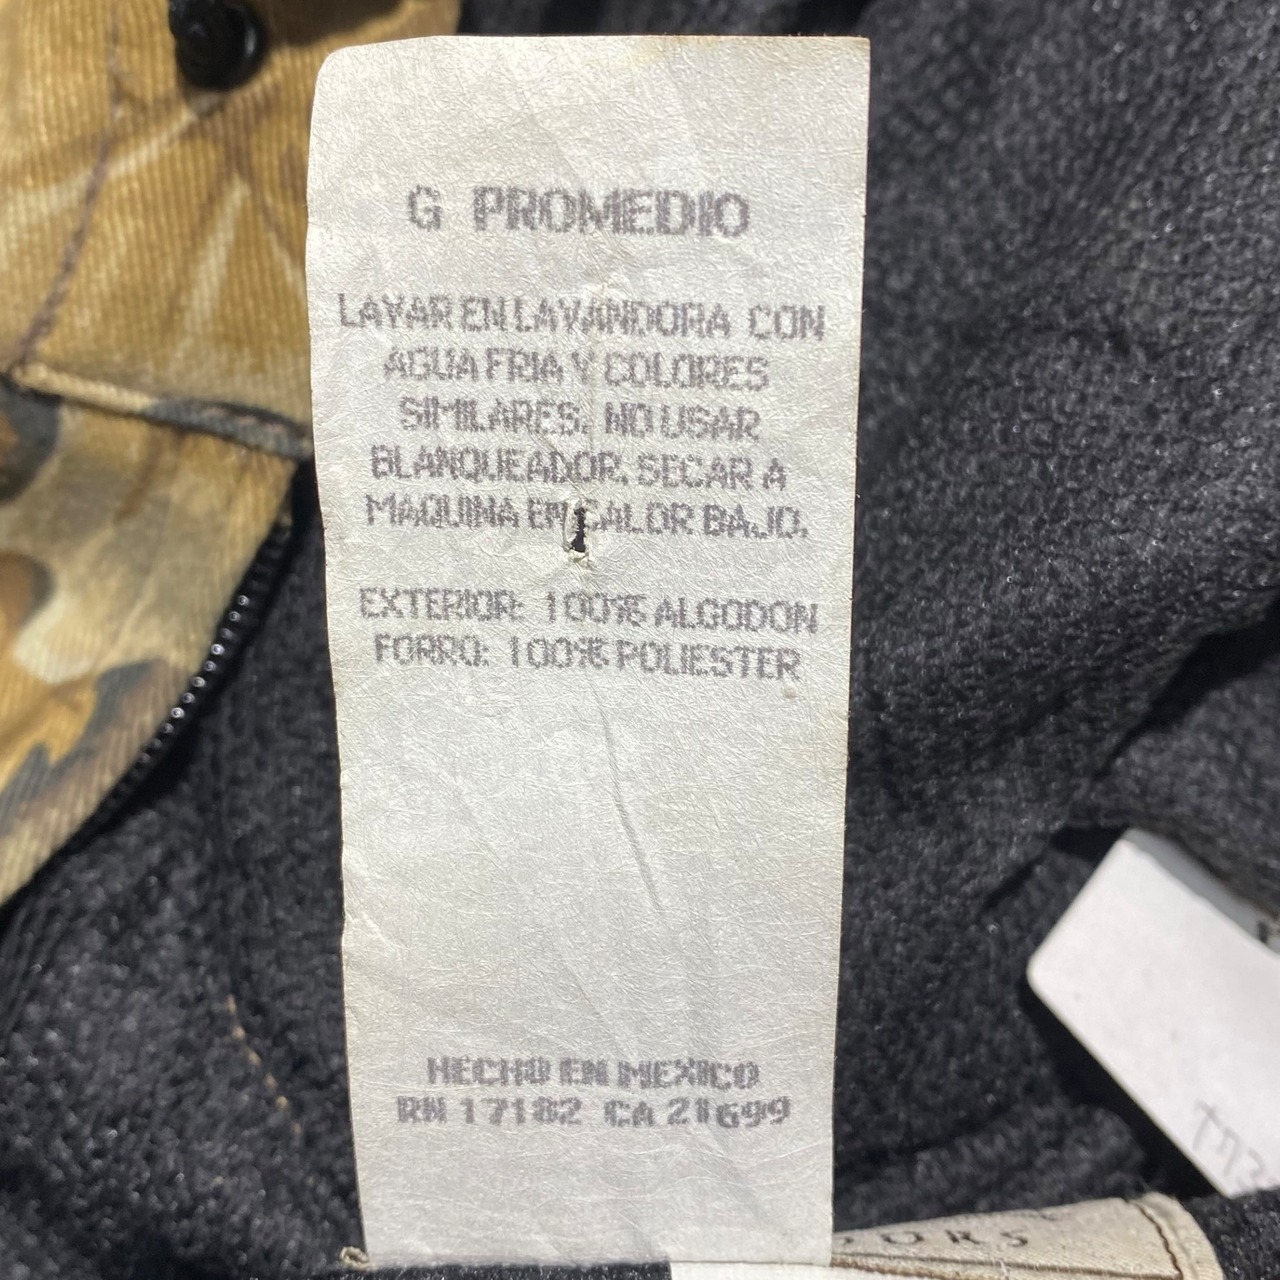 G PROMEDIO
LAVAR EN LAVANDORA CON
AGUA FRIA Y COLORES
SIMILARES. NO USAR
BLANQUEADOR. SECAR A
MAQUINA EN CALOR BAJO.
EXTERIOR: 100% ALGODON
FORRO: 100% POLIESTER
HECHO EN MEXICO
RN 17182 CA 21699